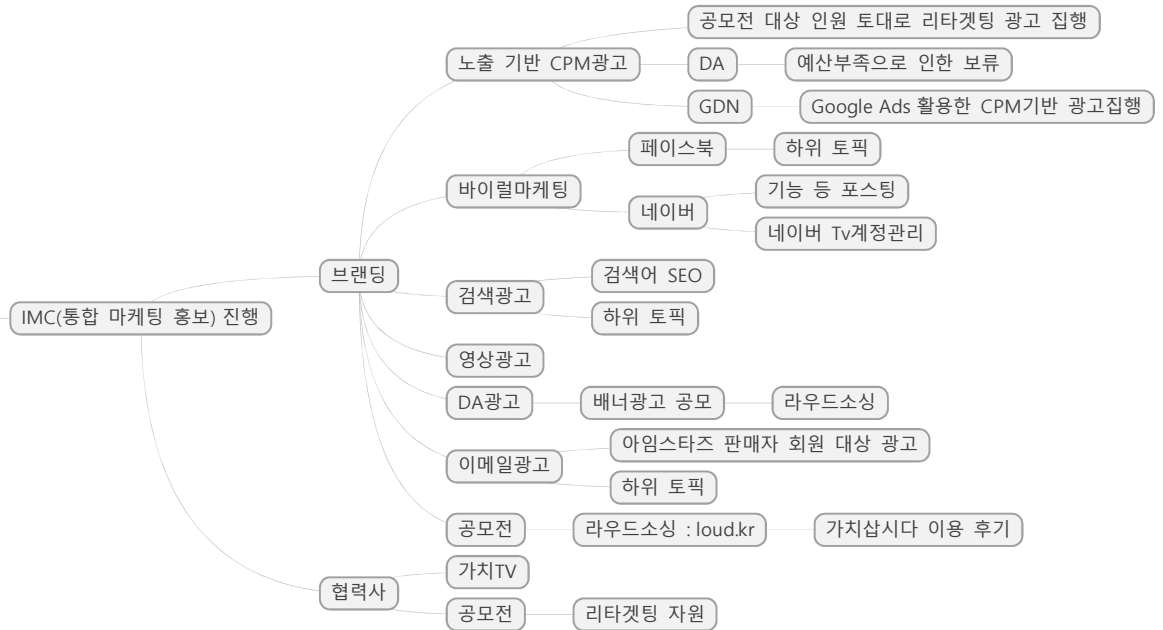 공모전 대상 인원 토대로 리타겟팅 광고 집행
노출 기반 CPM광고
DA
예산부족으로 인한 보류
GDN
Google Ads 활용한 CPM기반 광고집행
페이스북
하위 토픽
바이럴마케팅
기능 등 포스팅
네이버
네이버 Tv계정관리
브랜딩
검색어 SEO
검색광고
하위 토픽
IMC(통합 마케팅 홍보) 진행
영상광고
DA광고
배너광고 공모
라우드소싱
아임스타즈 판매자 회원 대상 광고
이메일광고
하위 토픽
공모전
라우드소싱 : loud.kr
가치삽시다 이용 후기
가치TV
협력사
공모전
리타겟팅 자원